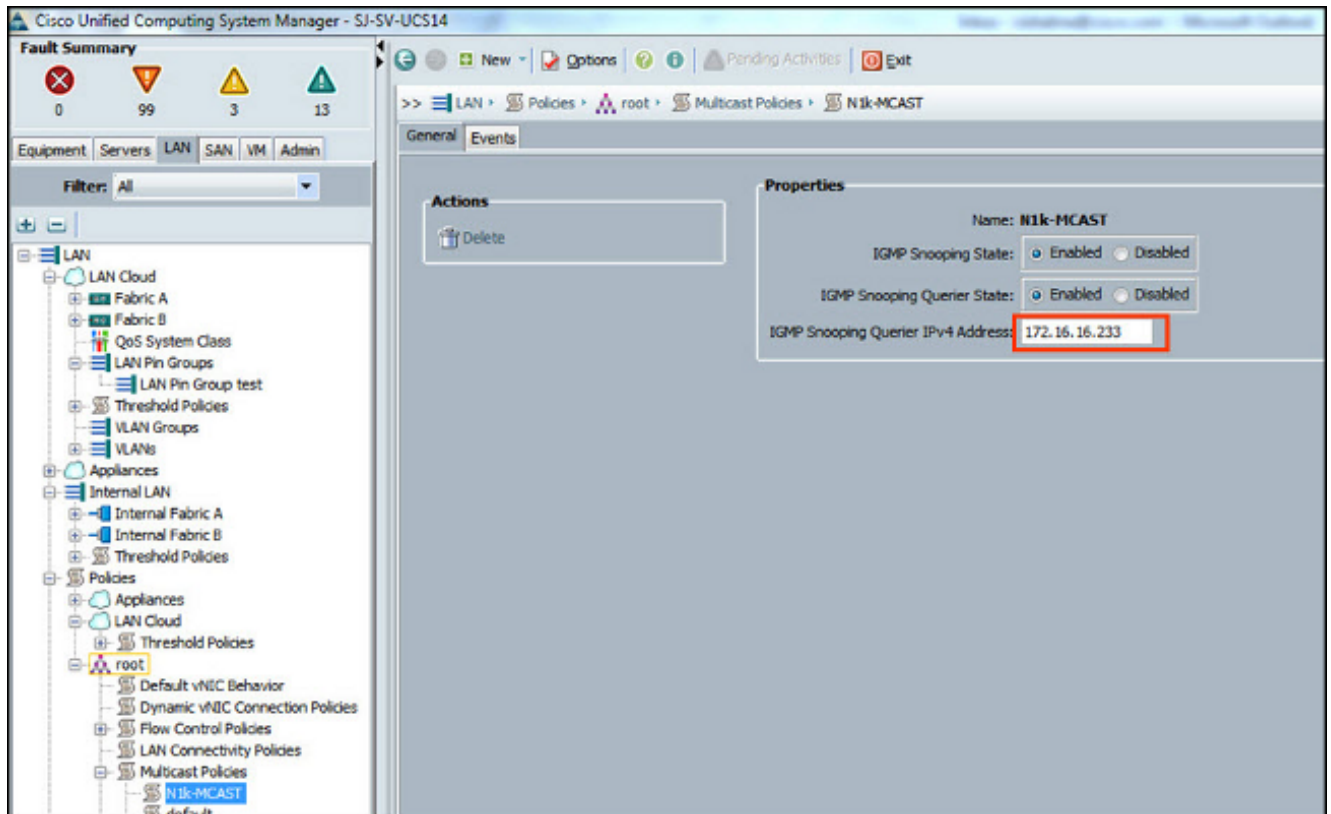 Cisco Unified Computing System Manager - SJ-SV-UCS14
Fault Summary
0 99 3 13
New Options Pending Activities Exit
>> LAN Policies root Multicast Policies N1k-MCAST
Equipment Servers LAN SAN VM Admin
Filter: All
General Events
Actions
Delete
Properties
Name: N1k-MCAST
IGMP Snooping State: Enabled Disabled
IGMP Snooping Querier State: Enabled Disabled
IGMP Snooping Querier IPv4 Address: 172.16.16.233
LAN
LAN Cloud
Fabric A
Fabric B
QoS System Class
LAN Pin Groups
LAN Pin Group test
Threshold Policies
VLAN Groups
VLANs
Appliances
Internal LAN
Internal Fabric A
Internal Fabric B
Threshold Policies
Policies
Appliances
LAN Cloud
Threshold Policies
root
Default vNIC Behavior
Dynamic vNIC Connection Policies
Flow Control Policies
LAN Connectivity Policies
Multicast Policies
N1k-MCAST
default